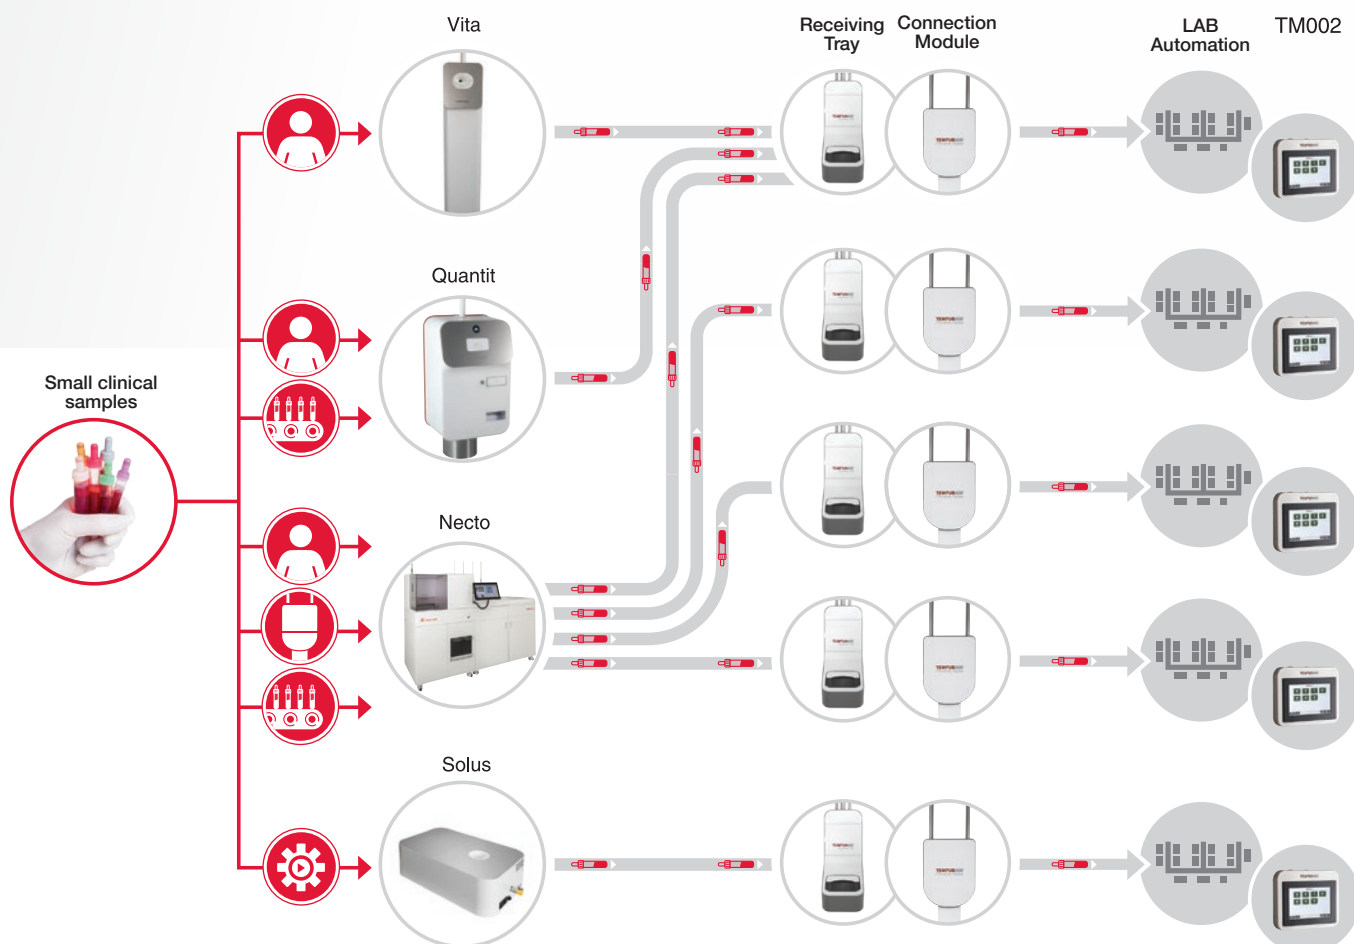 Vita
Receiving
Tray
Connection
Module
LAB
Automation
TM002
Quantit
Small clinical
samples
Necto
Solus